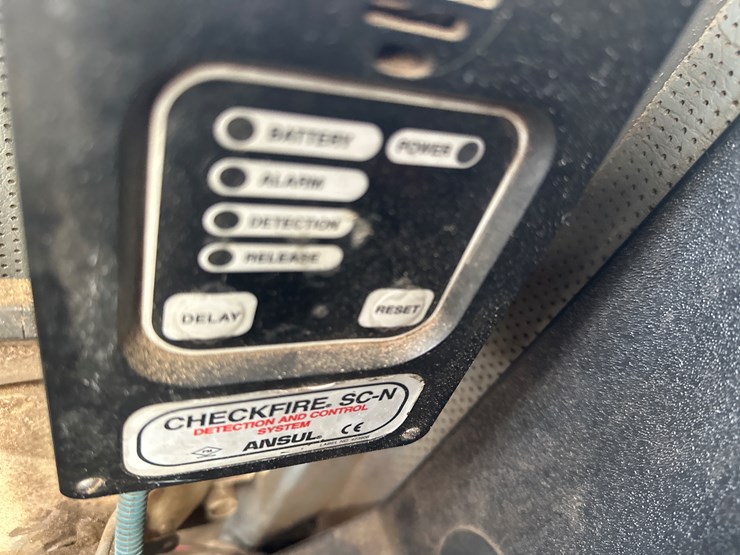 BATTERY
POWER
ALARM
DETECTION
RELEASE
DELAY
RESET
CHECKFIRE® SC-N
DETECTION AND CONTROL
SYSTEM
ANSUL® CE